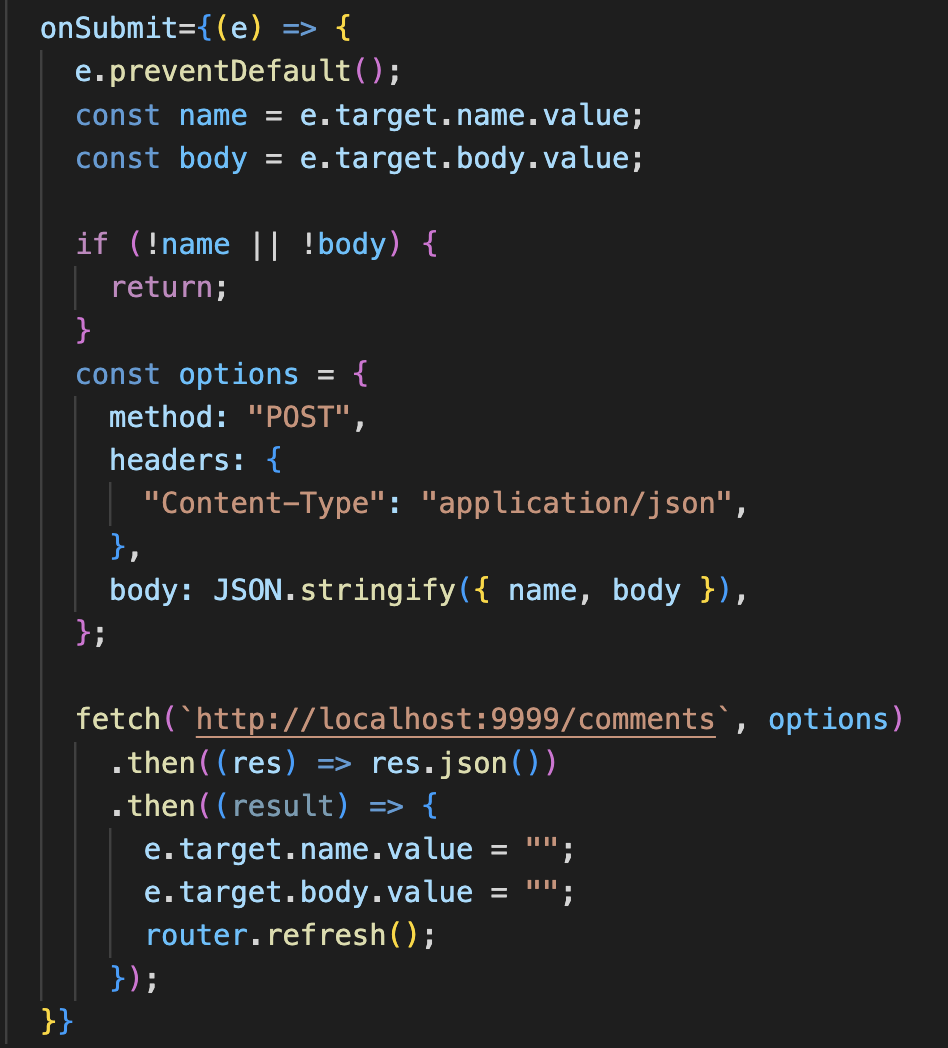 onSubmit={(e) => {
e.preventDefault();
const name = e.target.name.value;
const body = e.target.body.value;
if (!name || !body) {
return;
}
const options = {
method: "POST",
headers: {
"Content-Type": "application/json",
},
body: JSON.stringify({ name, body }),
};
fetch(`http://localhost:9999/comments`, options)
.then((res) => res.json())
.then((result) => {
e.target.name.value = "";
e.target.body.value = "";
router.refresh();
});
}}